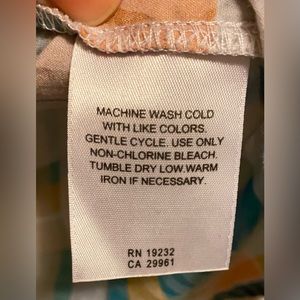 MACHINE WASH COLD
WITH LIKE COLORS.
GENTLE CYCLE. USE ONLY
NON-CHLORINE BLEACH.
TUMBLE DRY LOW.WARM
IRON IF NECESSARY.
RN 19232
CA 29961